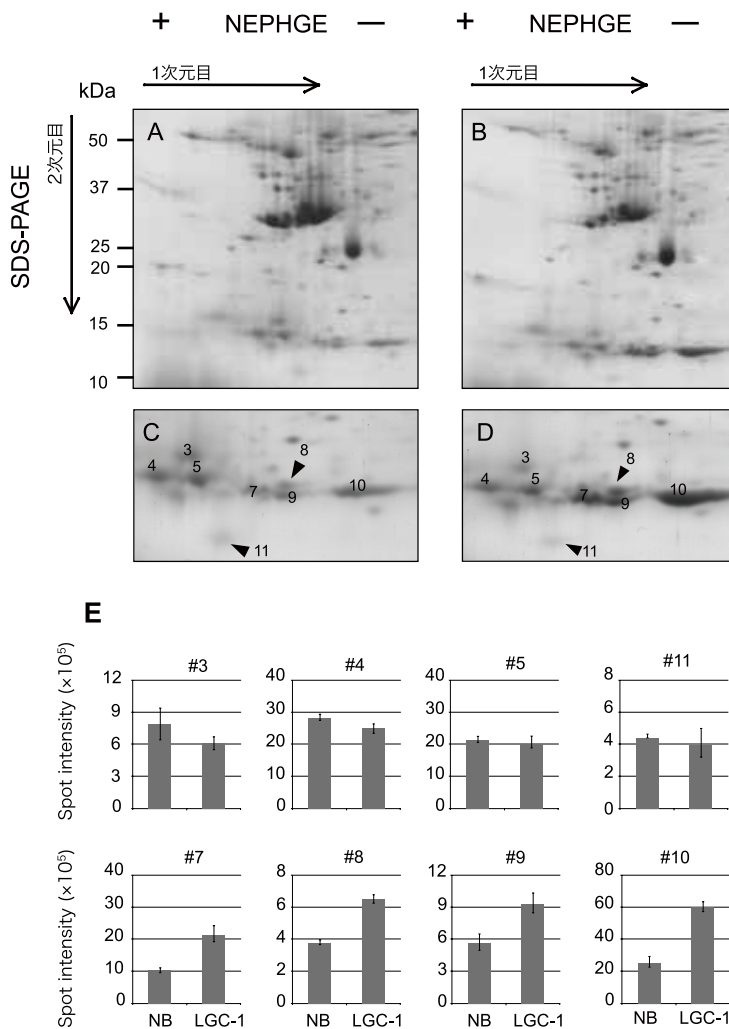 + NEPHGE — + NEPHGE —
1次元目 1次元目
kDa
2次元目
SDS-PAGE
A B
50
37
25
20
15
10
C D
3 4 5 7 8 9 10 11
3 4 5 7 8 9 10 11
E
Spot intensity (×10⁵)
#3 #4 #5 #11
12 9 6 3 0
40 30 20 10 0
40 30 20 10 0
8 6 4 2 0
Spot intensity (×10⁵)
#7 #8 #9 #10
40 30 20 10 0
6 4 2 0
9 6 3 0
80 60 40 20 0
NB LGC-1 NB LGC-1 NB LGC-1 NB LGC-1